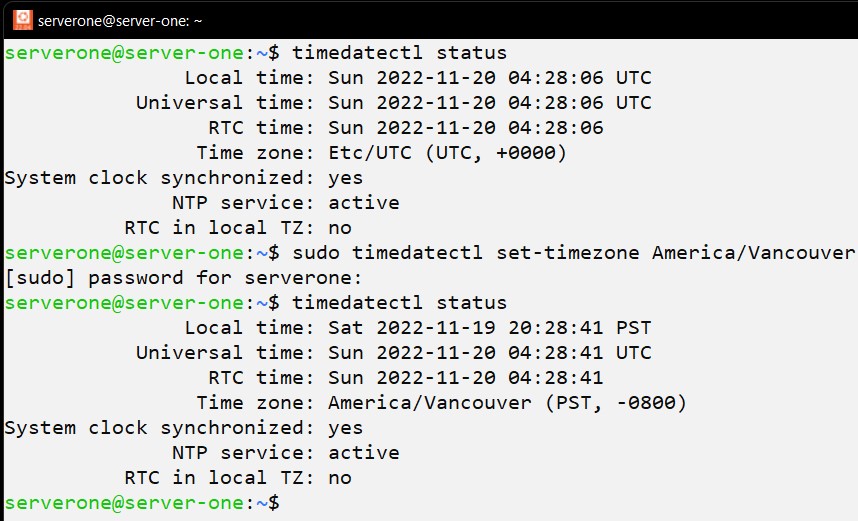 serverone@server-one: ~
serverone@server-one:~$ timedatectl status
Local time: Sun 2022-11-20 04:28:06 UTC
Universal time: Sun 2022-11-20 04:28:06 UTC
RTC time: Sun 2022-11-20 04:28:06
Time zone: Etc/UTC (UTC, +0000)
System clock synchronized: yes
NTP service: active
RTC in local TZ: no
serverone@server-one:~$ sudo timedatectl set-timezone America/Vancouver
[sudo] password for serverone:
serverone@server-one:~$ timedatectl status
Local time: Sat 2022-11-19 20:28:41 PST
Universal time: Sun 2022-11-20 04:28:41 UTC
RTC time: Sun 2022-11-20 04:28:41
Time zone: America/Vancouver (PST, -0800)
System clock synchronized: yes
NTP service: active
RTC in local TZ: no
serverone@server-one:~$